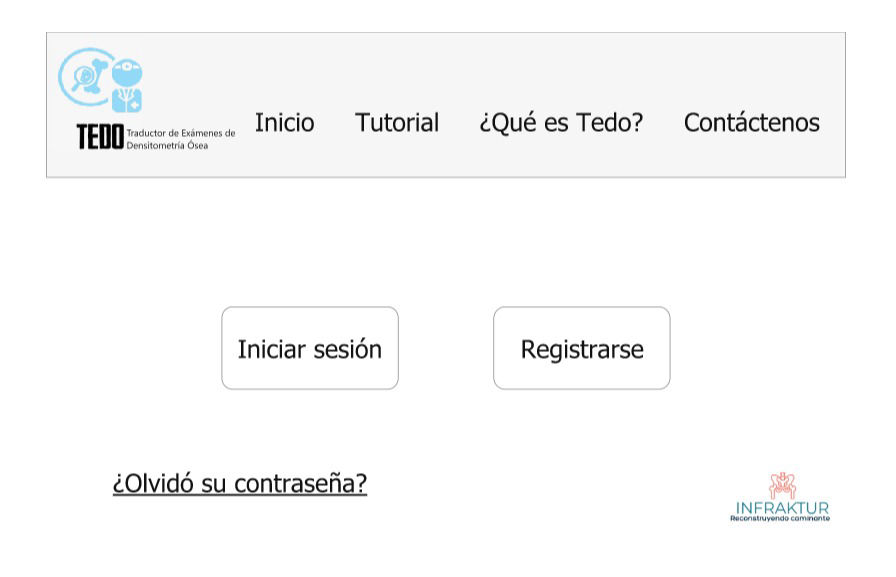 TEDO
Traductor de Exámenes de
Densitometría Ósea
Inicio
Tutorial
¿Qué es Tedo?
Contáctenos
Iniciar sesión
Registrarse
¿Olvidó su contraseña?
INFRAKTUR
Reconstruyendo caminante